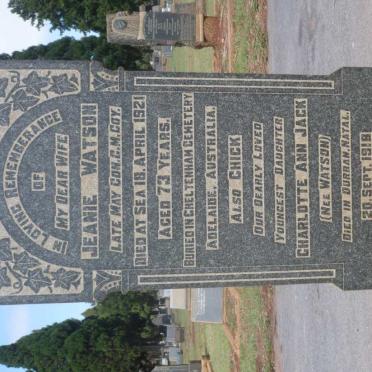 IN LOVING REMEMBRANCE
OF
MY DEAR WIFE
JEANIE WATSON
LATE MAY CON. C.M. COY.
DIED AT SEA 6TH APRIL 1921
AGED 73 YEARS.
BURIED IN CHELTENHAM CEMETERY
ADELAIDE, AUSTRALIA.
ALSO CHICK
OUR DEARLY LOVED
YOUNGEST DAUGHTER
CHARLOTTE ANN JACK
(NEE WATSON)
DIED IN DURBAN, NATAL
20. SEPT. 1918